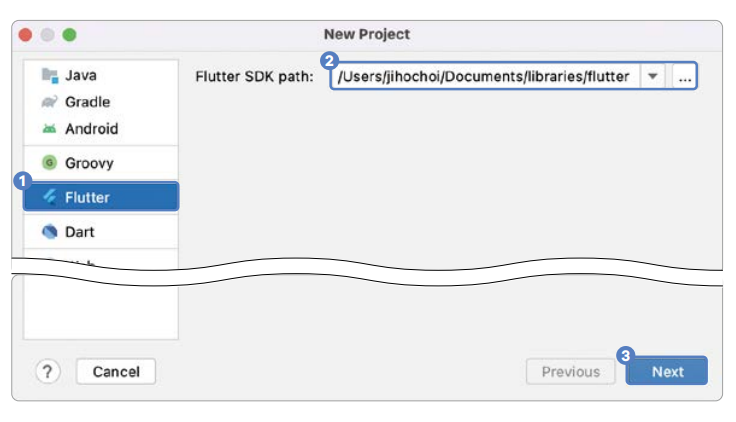 New Project
Java
Gradle
Android
Groovy
1
Flutter
Dart
Flutter SDK path:
2
/Users/jihochoi/Documents/libraries/flutter
...
?
Cancel
Previous
3
Next